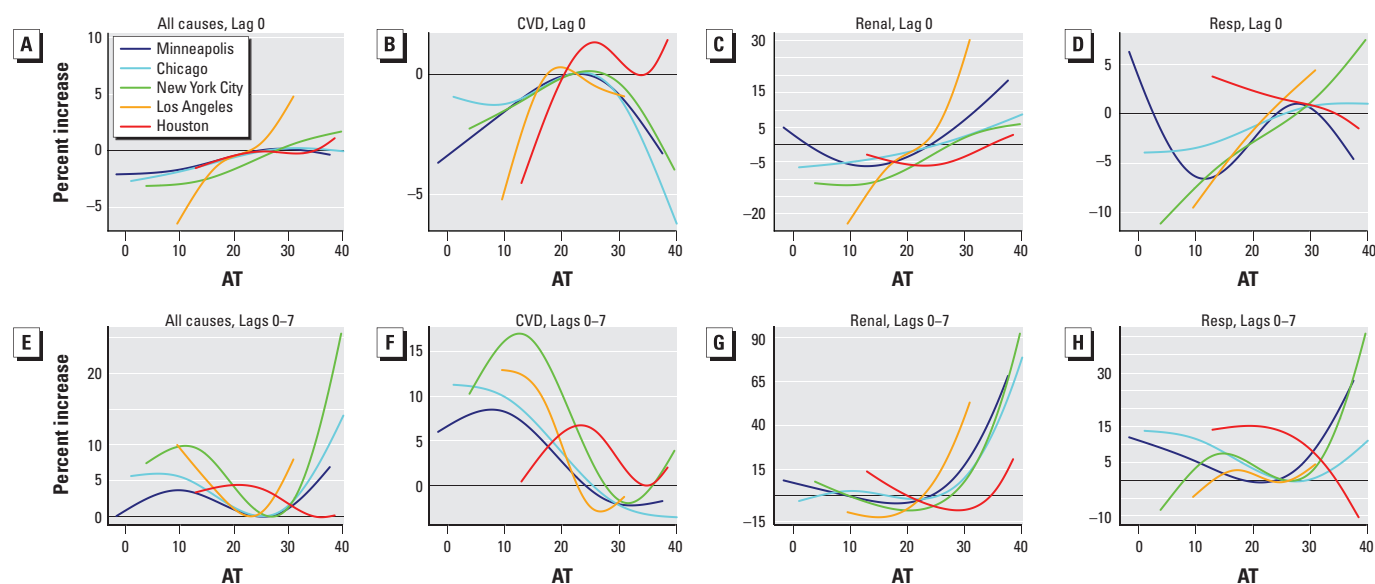 All causes, Lag 0
CVD, Lag 0
Renal, Lag 0
Resp, Lag 0
A
B
C
D
Percent increase
10
5
0
–5
Minneapolis
Chicago
New York City
Los Angeles
Houston
0
–5
30
15
5
–5
–20
5
0
–5
–10
0 10 20 30 40
0 10 20 30 40
0 10 20 30 40
0 10 20 30 40
AT
AT
AT
AT
All causes, Lags 0–7
CVD, Lags 0–7
Renal, Lags 0–7
Resp, Lags 0–7
E
F
G
H
Percent increase
20
10
5
0
15
10
5
0
90
65
40
15
–15
30
15
5
–10
0 10 20 30 40
0 10 20 30 40
0 10 20 30 40
0 10 20 30 40
AT
AT
AT
AT